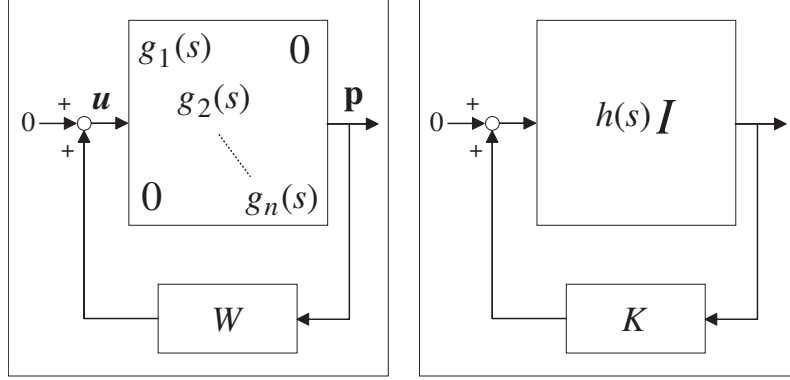 g₁(s) 0
g₂(s)
0 gₙ(s)
0 + u p
+
W
h(s) I
0 +
+
K